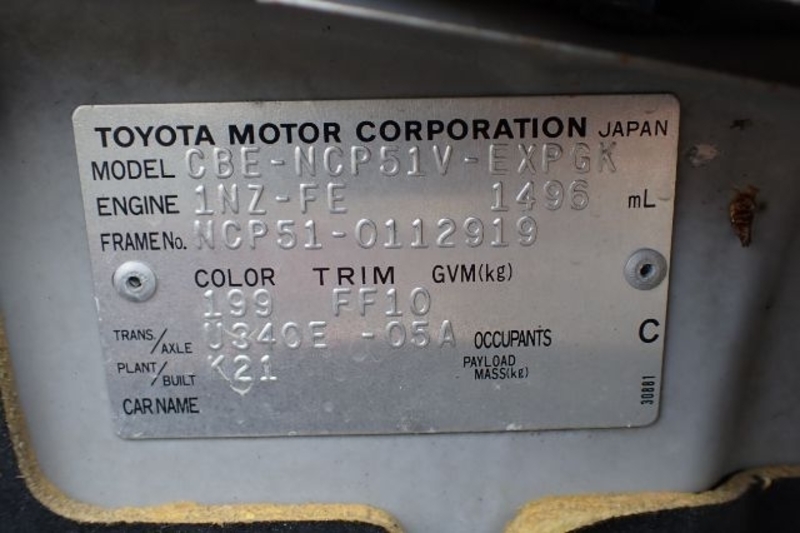 TOYOTA MOTOR CORPORATION JAPAN
MODEL CBE-NCP51V-EXPGK
ENGINE 1NZ-FE 1496 mL
FRAME No. NCP51-0112919
COLOR TRIM GVM(kg)
199 FF10
TRANS./AXLE U340E -05A OCCUPANTS C
PLANT/BUILT K21 PAYLOAD MASS(kg)
CAR NAME
30881